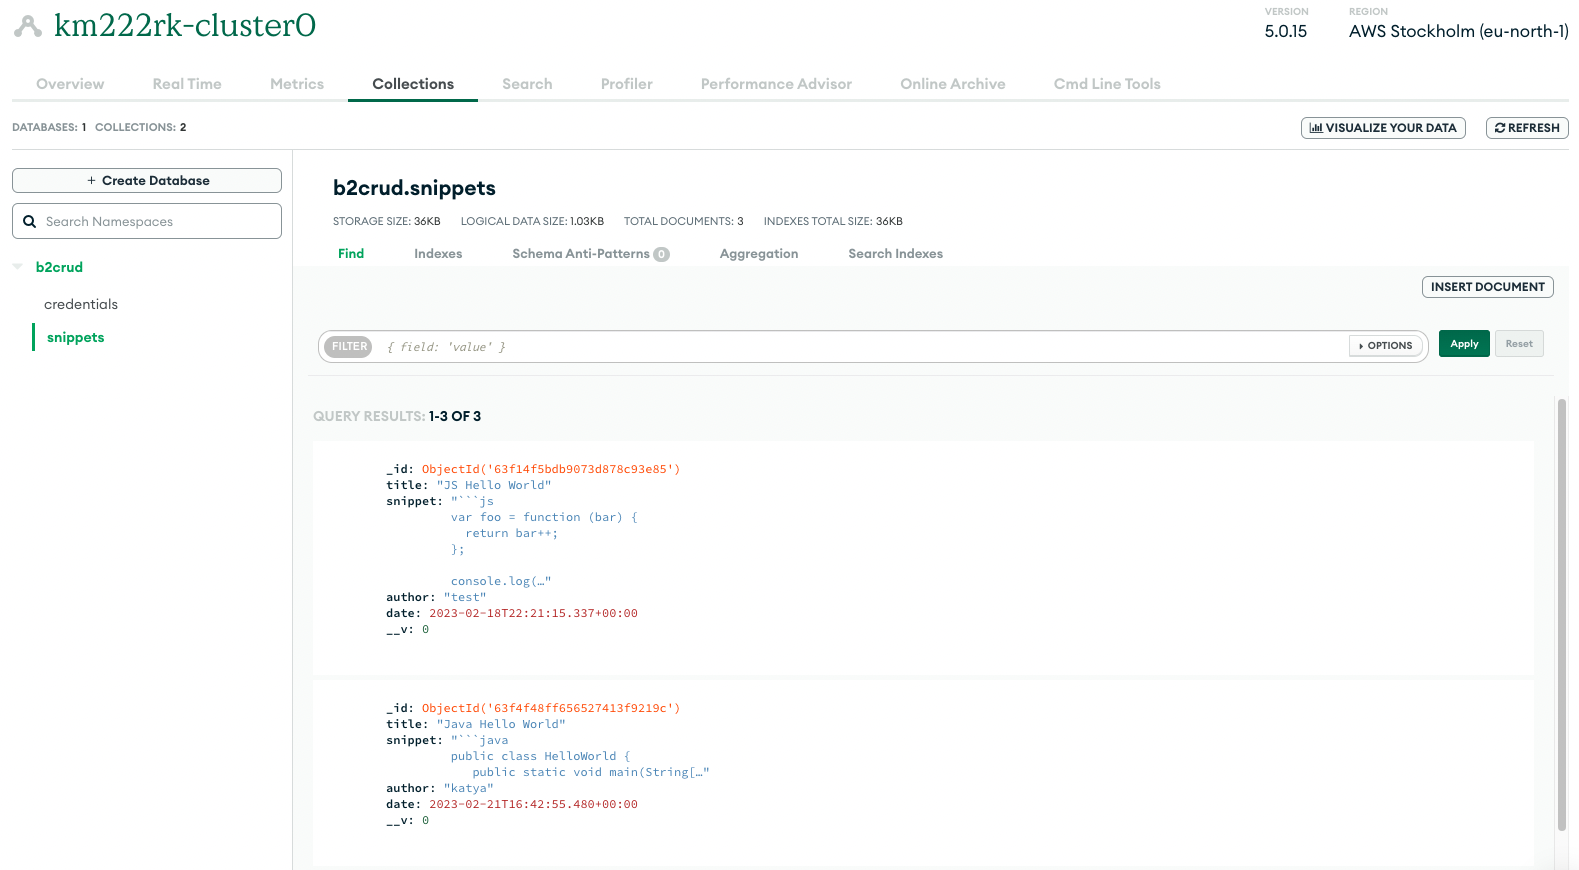 km222rk-cluster0
VERSION
5.0.15
REGION
AWS Stockholm (eu-north-1)
Overview Real Time Metrics Collections Search Profiler Performance Advisor Online Archive Cmd Line Tools
DATABASES: 1 COLLECTIONS: 2
VISUALIZE YOUR DATA REFRESH
+ Create Database
Search Namespaces
b2crud
credentials
snippets
b2crud.snippets
STORAGE SIZE: 36KB LOGICAL DATA SIZE: 1.03KB TOTAL DOCUMENTS: 3 INDEXES TOTAL SIZE: 36KB
Find Indexes Schema Anti-Patterns 0 Aggregation Search Indexes
INSERT DOCUMENT
FILTER { field: 'value' } OPTIONS Apply Reset
QUERY RESULTS: 1-3 OF 3
_id: ObjectId('63f14f5bdb9073d878c93e85')
title: "JS Hello World"
snippet: "```js
var foo = function (bar) {
return bar++;
};
console.log(…"
author: "test"
date: 2023-02-18T22:21:15.337+00:00
__v: 0
_id: ObjectId('63f4f48ff656527413f9219c')
title: "Java Hello World"
snippet: "```java
public class HelloWorld {
public static void main(String[…"
author: "katya"
date: 2023-02-21T16:42:55.480+00:00
__v: 0